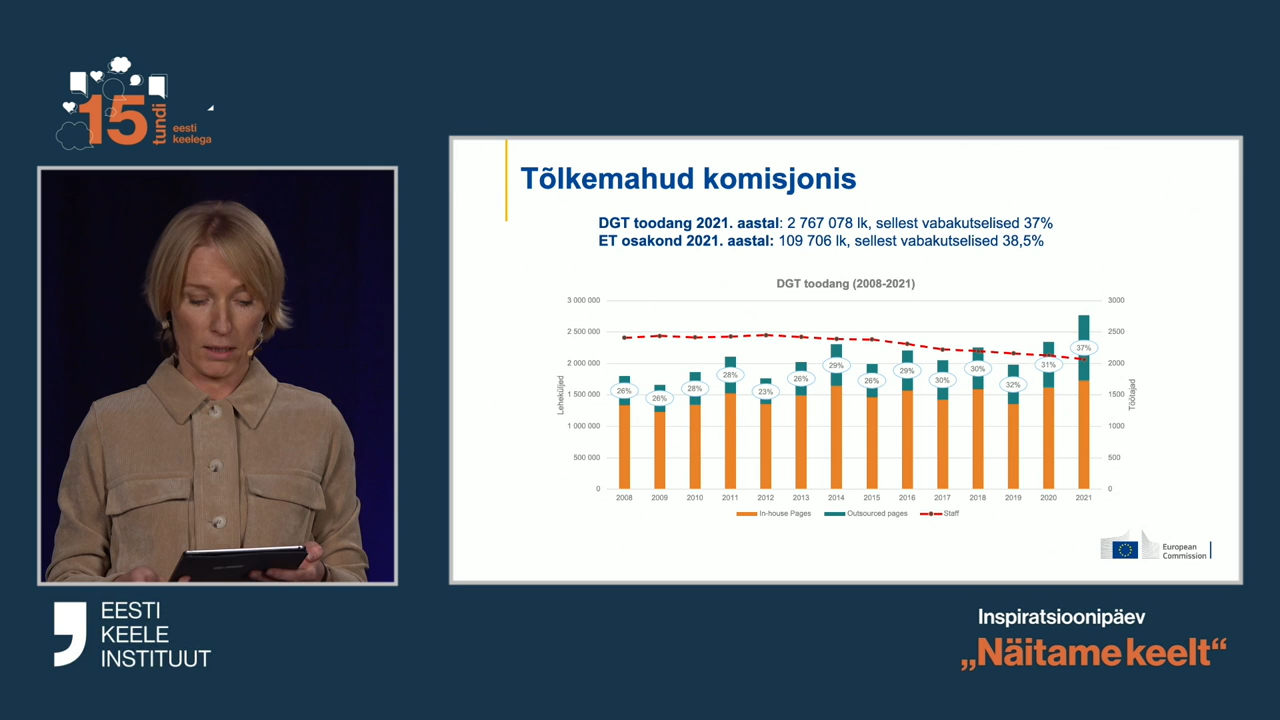 15
tundi
eesti
keelega
Tõlkemahud komisjonis
DGT toodang 2021. aastal: 2 767 078 lk, sellest vabakutselised 37%
ET osakond 2021. aastal: 109 706 lk, sellest vabakutselised 38,5%
DGT toodang (2008-2021)
3 000 000
2 500 000
2 000 000
1 500 000
1 000 000
500 000
0
Leheküljed
26%
26%
28%
28%
23%
26%
29%
26%
29%
30%
30%
32%
31%
37%
3000
2500
2000
1500
1000
500
0
Töötajad
2008 2009 2010 2011 2012 2013 2014 2015 2016 2017 2018 2019 2020 2021
In-house Pages Outsourced pages Staff
European
Commission
EESTI
KEELE
INSTITUUT
Inspiratsioonipäev
„Näitame keelt“